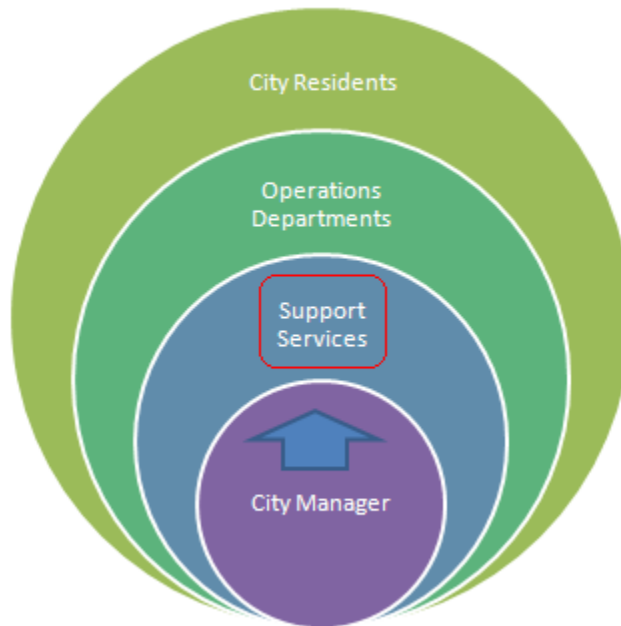 City Residents
Operations
Departments
Support
Services
City Manager